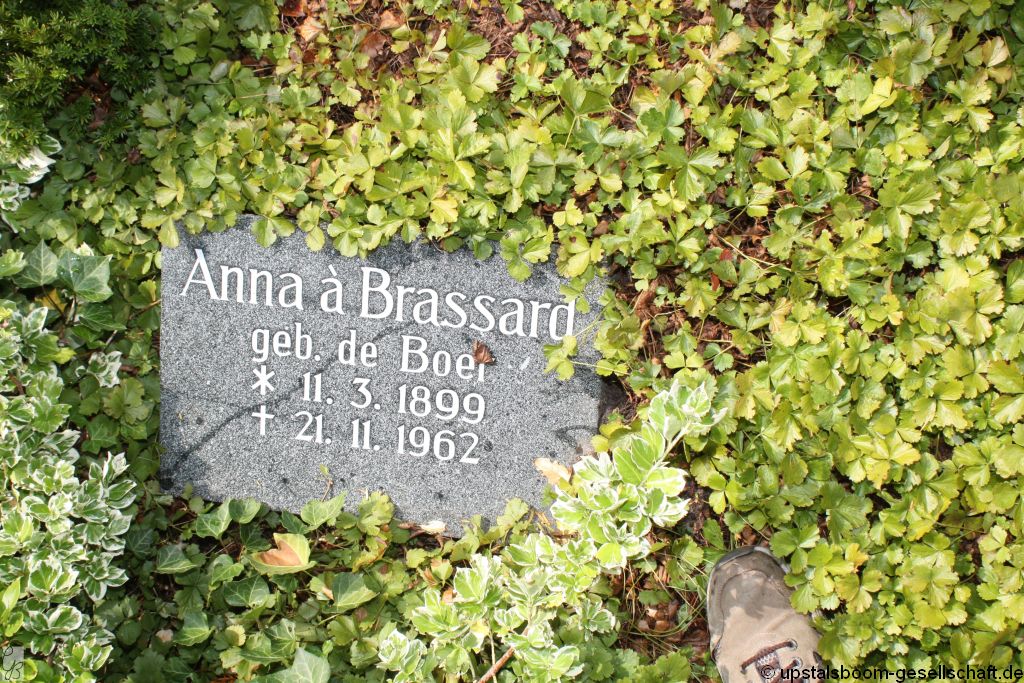 Anna à Brassard
geb. de Boer
* 11. 3. 1899
† 21. 11. 1962
© upstalsboom-gesellschaft.de